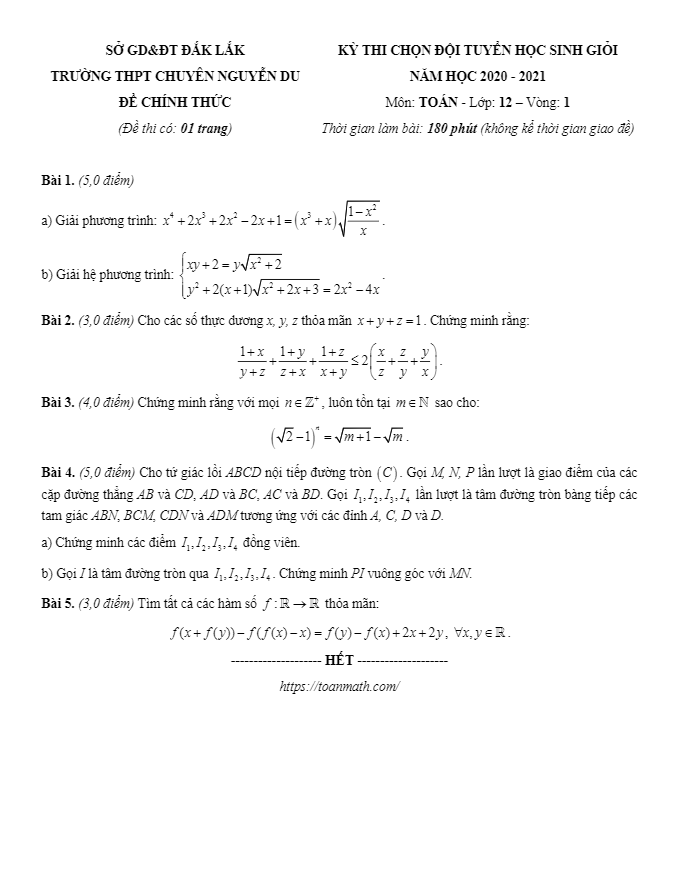 SỞ GD&ĐT ĐẮK LẮK
TRƯỜNG THPT CHUYÊN NGUYỄN DU
ĐỀ CHÍNH THỨC
(Đề thi có: 01 trang)
KỲ THI CHỌN ĐỘI TUYỂN HỌC SINH GIỎI
NĂM HỌC 2020 - 2021
Môn: TOÁN - Lớp: 12 – Vòng: 1
Thời gian làm bài: 180 phút (không kể thời gian giao đề)
Bài 1. (5,0 điểm)
a) Giải phương trình: $x^4+2x^3+2x^2-2x+1=(x^3+x)\sqrt{\frac{1-x^2}{x}}$.
b) Giải hệ phương trình: $\begin{cases}xy+2=y\sqrt{x^2+2}\\y^2+2(x+1)\sqrt{x^2+2x+3}=2x^2-4x\end{cases}$.
Bài 2. (3,0 điểm) Cho các số thực dương x, y, z thỏa mãn $x+y+z=1$. Chứng minh rằng:
$\frac{1+x}{y+z}+\frac{1+y}{z+x}+\frac{1+z}{x+y}\le 2\left(\frac{x}{z}+\frac{z}{y}+\frac{y}{x}\right)$.
Bài 3. (4,0 điểm) Chứng minh rằng với mọi $n\in\mathbb{Z}^+$, luôn tồn tại $m\in\mathbb{N}$ sao cho:
$(\sqrt{2}-1)^n=\sqrt{m+1}-\sqrt{m}$.
Bài 4. (5,0 điểm) Cho tứ giác lồi ABCD nội tiếp đường tròn (C). Gọi M, N, P lần lượt là giao điểm của các
cặp đường thẳng AB và CD, AD và BC, AC và BD. Gọi $I_1, I_2, I_3, I_4$ lần lượt là tâm đường tròn bàng tiếp các
tam giác ABN, BCM, CDN và ADM tương ứng với các đỉnh A, C, D và D.
a) Chứng minh các điểm $I_1, I_2, I_3, I_4$ đồng viên.
b) Gọi I là tâm đường tròn qua $I_1, I_2, I_3, I_4$. Chứng minh PI vuông góc với MN.
Bài 5. (3,0 điểm) Tìm tất cả các hàm số $f:\mathbb{R}\to\mathbb{R}$ thỏa mãn:
$f(x+f(y))-f(f(x)-x)=f(y)-f(x)+2x+2y,\ \forall x,y\in\mathbb{R}$.
-------------------- HẾT --------------------
https://toanmath.com/